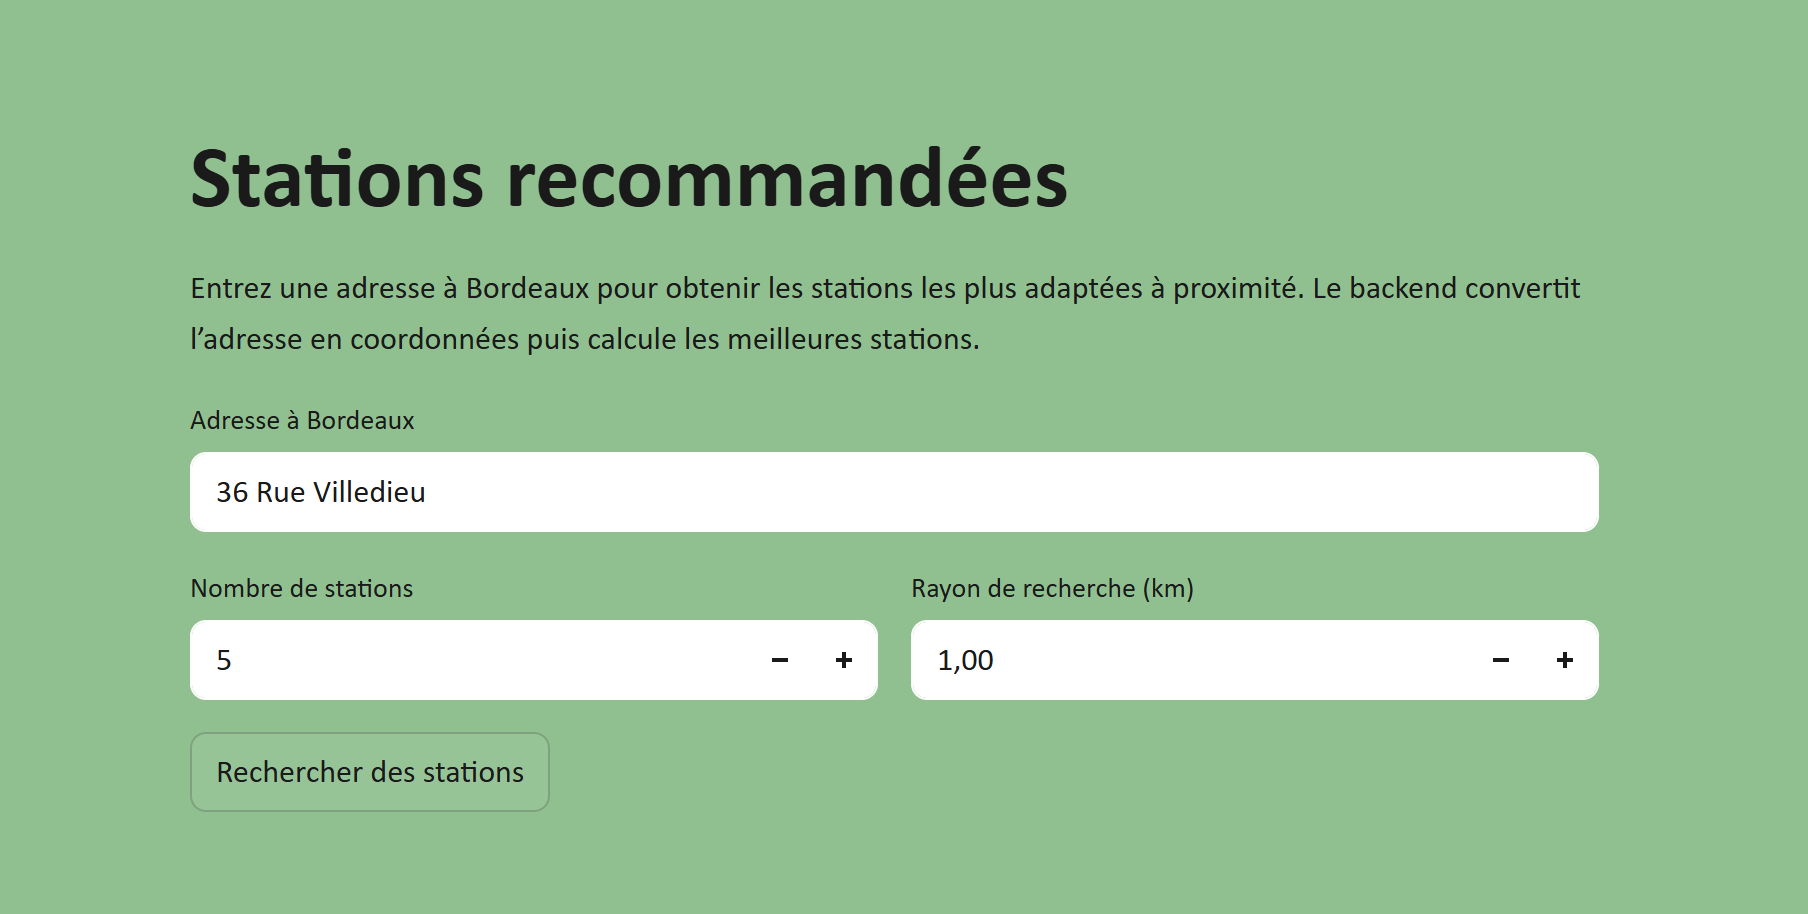 Stations recommandées
Entrez une adresse à Bordeaux pour obtenir les stations les plus adaptées à proximité. Le backend convertit
l’adresse en coordonnées puis calcule les meilleures stations.
Adresse à Bordeaux
36 Rue Villedieu
Nombre de stations
Rayon de recherche (km)
5
1,00
Rechercher des stations